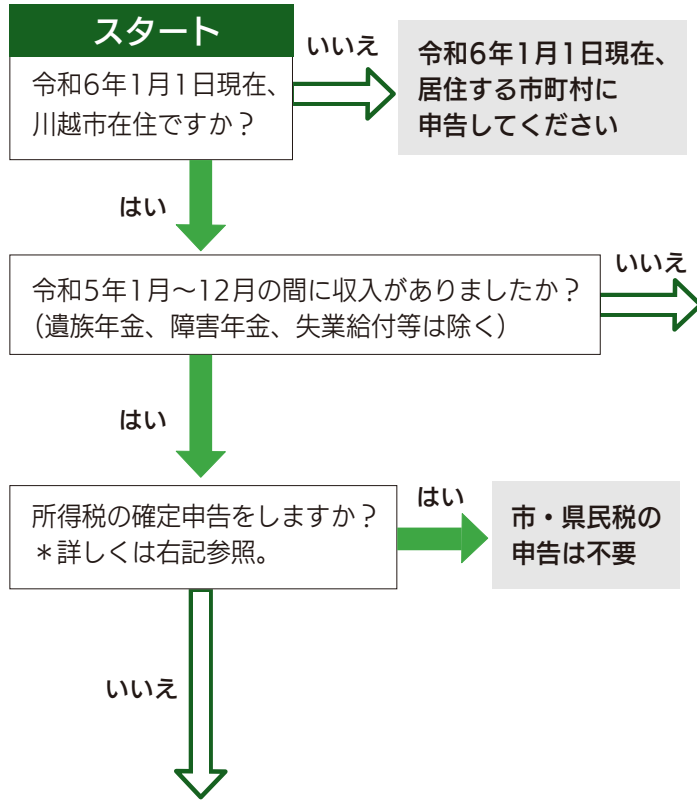 スタート
令和6年1月1日現在、
川越市在住ですか？
いいえ
令和6年1月1日現在、
居住する市町村に
申告してください
はい
令和5年1月～12月の間に収入がありましたか？
（遺族年金、障害年金、失業給付等は除く）
いいえ
はい
所得税の確定申告をしますか？
＊詳しくは右記参照。
はい
市・県民税の
申告は不要
いいえ